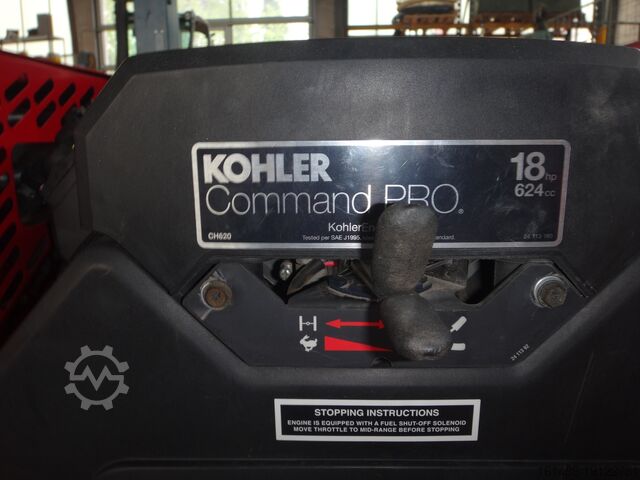 KOHLER
18 hp
Command PRO®
624 cc
CH620
Tested per SAE J1995.
STOPPING INSTRUCTIONS
ENGINE IS EQUIPPED WITH A FUEL SHUT-OFF SOLENOID
MOVE THROTTLE TO MID-RANGE BEFORE STOPPING